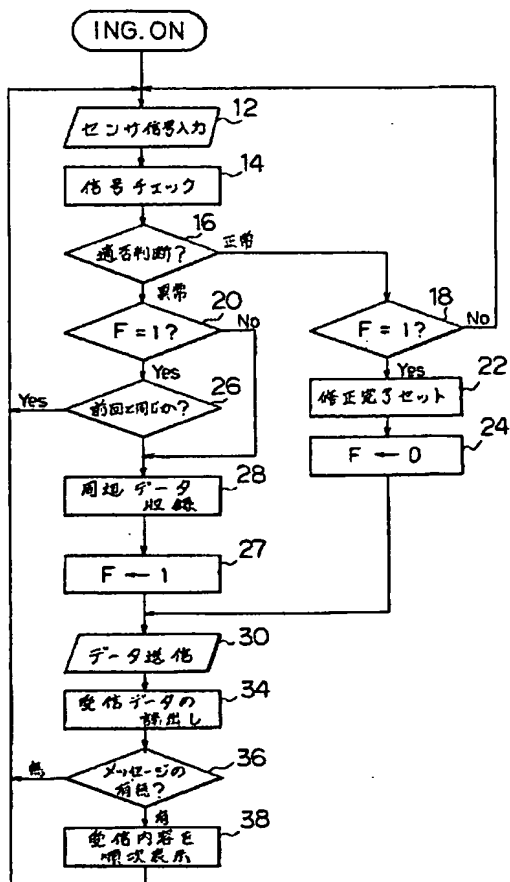 ING. ON
12
センサ信号入力
14
信号チェック
16
適否判断?
正常
異常
20
F=1?
No
Yes
18
F=1?
No
Yes
26
前回と同じか?
Yes
22
修正完了セット
24
F ← 0
28
周辺データ
収録
27
F ← 1
30
データ送信
34
受信データの
読出し
36
メッセージの
有無?
無
有
38
受信内容を
順次表示